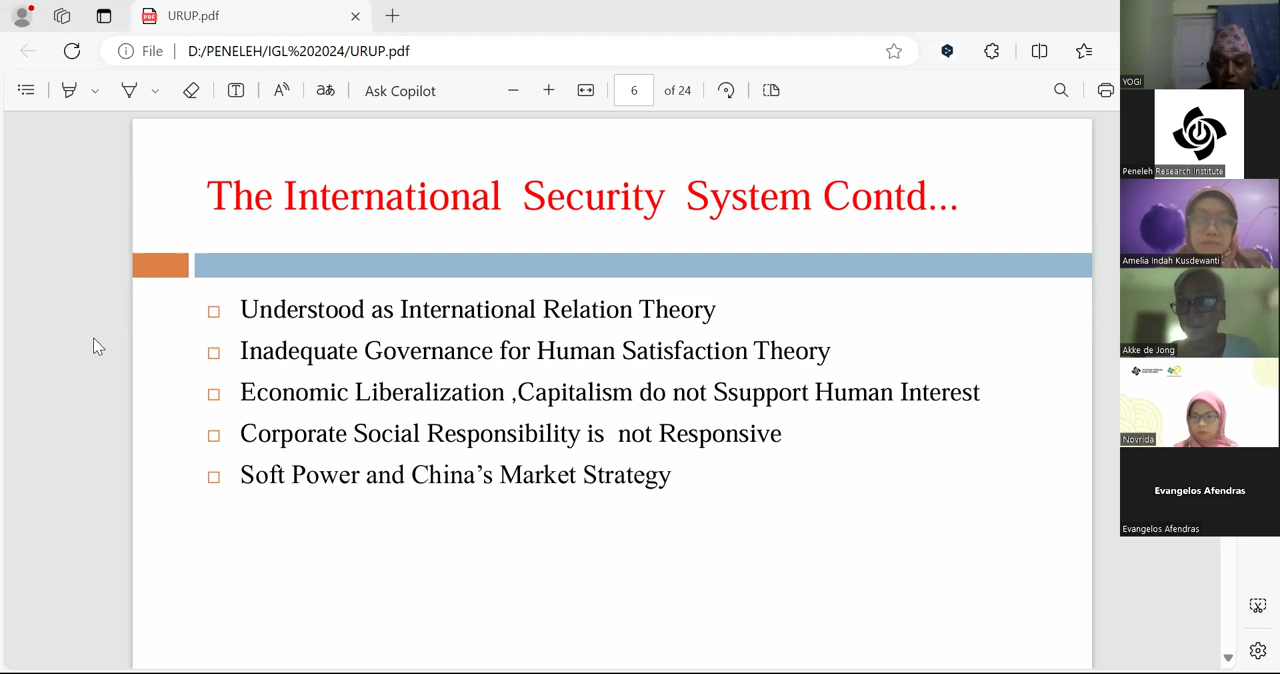 URUP.pdf
File
D:/PENELEH/IGL%202024/URUP.pdf
Ask Copilot
6 of 24
The International Security System Contd...
Understood as International Relation Theory
Inadequate Governance for Human Satisfaction Theory
Economic Liberalization ,Capitalism do not Ssupport Human Interest
Corporate Social Responsibility is not Responsive
Soft Power and China’s Market Strategy
YOGI
Peneleh Research Institute
Amelia Indah Kusdewanti
Akke de Jong
Novrida
Evangelos Afendras
Evangelos Afendras